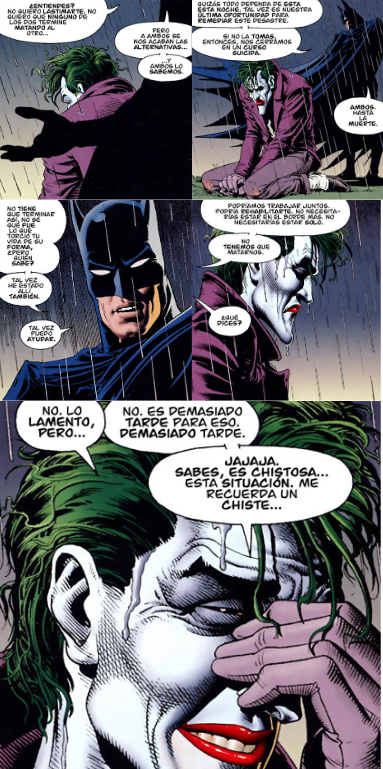 ¿ENTIENDES?
NO QUIERO LASTIMARTE, NO
QUIERO QUE NINGUNO DE
LOS DOS TERMINE
MATANDO AL
OTRO...
PERO
A AMBOS SE
NOS ACABAN LAS
ALTERNATIVAS...
Y
AMBOS LO
SABEMOS.
QUIZÁS TODO DEPENDA DE ESTA
ESTA NOCHE. TAL VEZ ES NUESTRA
ÚLTIMA OPORTUNIDAD PARA
REMEDIAR ESTE DESASTRE.
SI NO LA TOMAS,
ENTONCES, NOS CERRAMOS
EN UN CURSO
SUICIDA.
AMBOS.
HASTA
LA
MUERTE.
NO TIENE
QUE TERMINAR
ASÍ, NO SÉ
QUÉ FUE
LO QUE
TORCIÓ TU
VIDA DE SU
FORMA,
¿PERO
QUIÉN
SABE?
TAL VEZ
HE ESTADO
ALLÍ
TAMBIÉN.
TAL VEZ
PUEDO
AYUDAR.
PODRÍAMOS TRABAJAR JUNTOS.
PODRÍA REHABILITARTE. NO NECESITA-
RÍAS ESTAR EN EL BORDE MÁS. NO
NECESITARÍAS ESTAR SOLO.
NO
TENEMOS QUE
MATARNOS.
¿QUÉ
DICES?
NO. LO
LAMENTO,
PERO...
NO. ES DEMASIADO
TARDE PARA ESO.
DEMASIADO TARDE.
JAJAJA.
SABES, ES CHISTOSA...
ESTA SITUACIÓN. ME
RECUERDA UN
CHISTE...